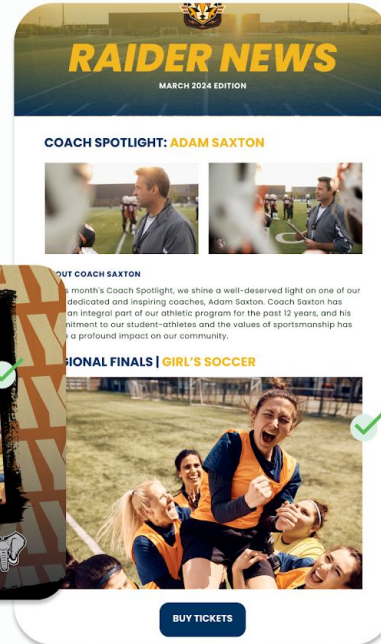 RAIDER NEWS
MARCH 2024 EDITION
COACH SPOTLIGHT: ADAM SAXTON
OUT COACH SAXTON
s month's Coach Spotlight, we shine a well-deserved light on one of our
dedicated and inspiring coaches, Adam Saxton. Coach Saxton has
an integral part of our athletic program for the past 12 years, and his
mitment to our student-athletes and the values of sportsmanship has
a profound impact on our community.
GIONAL FINALS | GIRL'S SOCCER
BUY TICKETS